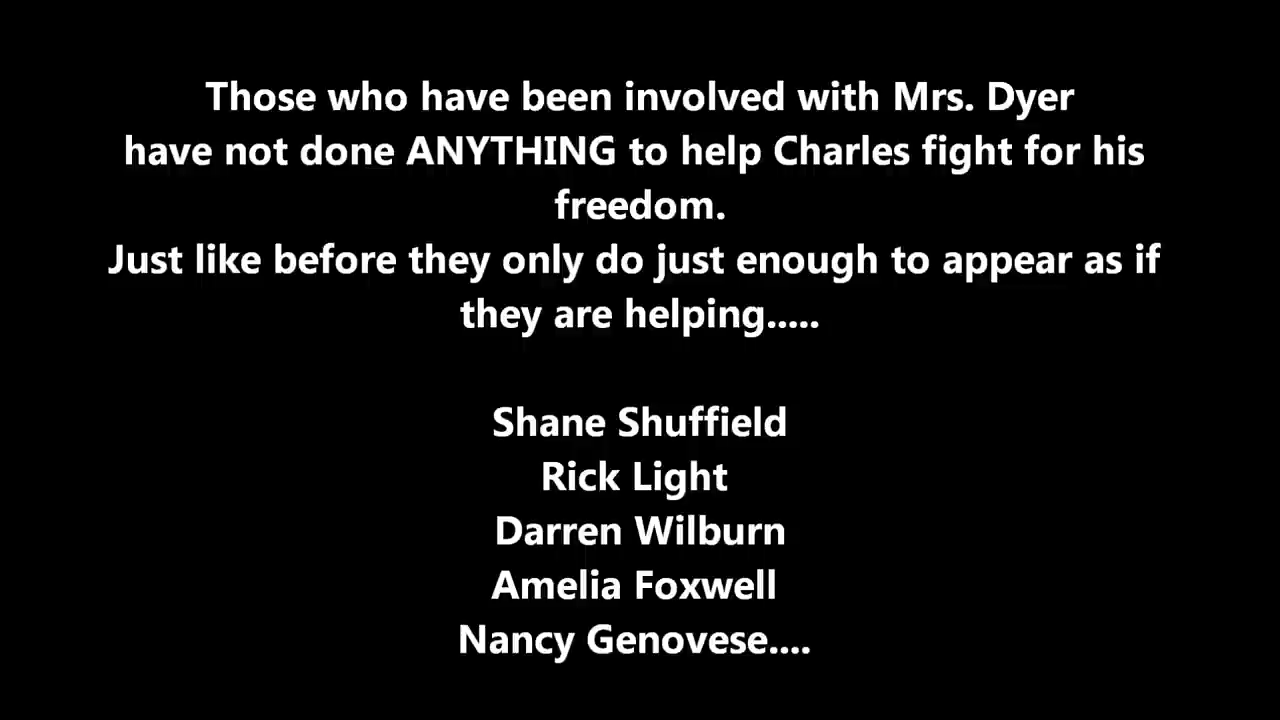 Those who have been involved with Mrs. Dyer
have not done ANYTHING to help Charles fight for his
freedom.
Just like before they only do just enough to appear as if
they are helping.....
Shane Shuffield
Rick Light
Darren Wilburn
Amelia Foxwell
Nancy Genovese....